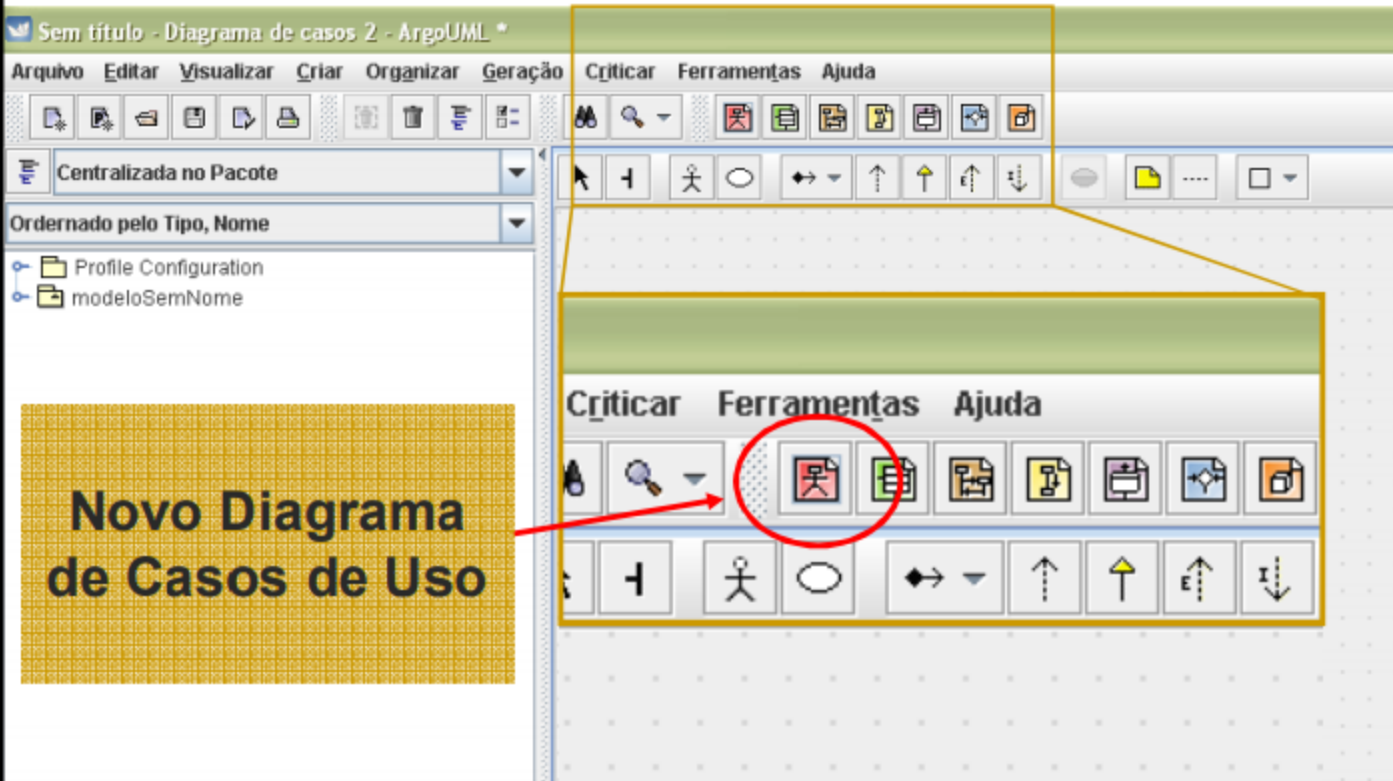 Sem título - Diagrama de casos 2 - ArgoUML *
Arquivo Editar Visualizar Criar Organizar Geração Criticar Ferramentas Ajuda
Centralizada no Pacote
Ordernado pelo Tipo, Nome
Profile Configuration
modeloSemNome
Criticar Ferramentas Ajuda
Novo Diagrama
de Casos de Uso